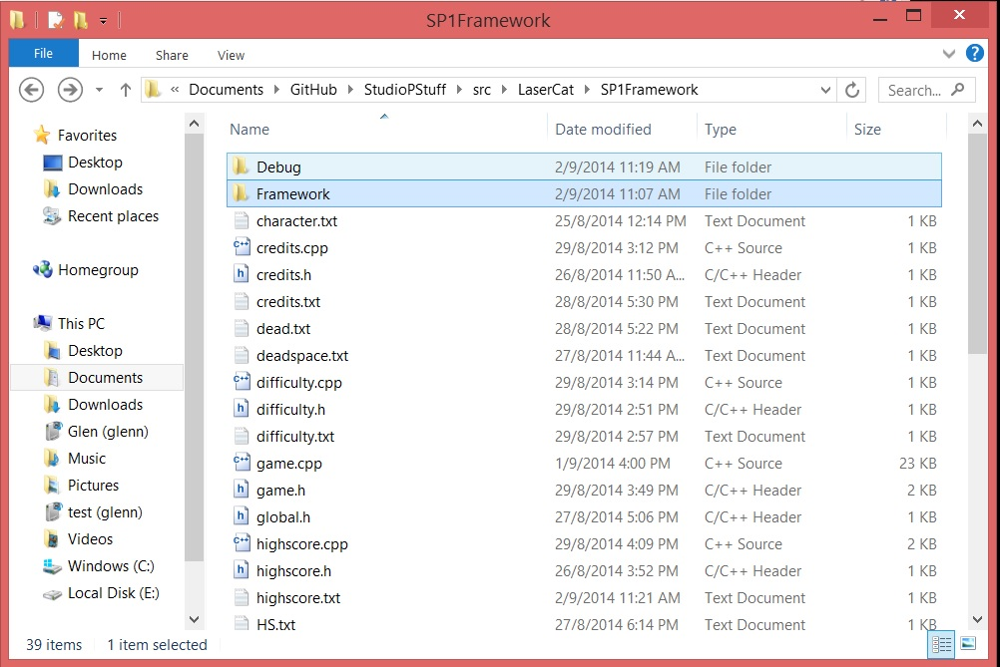 SP1Framework
File Home Share View
« Documents GitHub StudioPStuff src LaserCat SP1Framework Search...
Favorites
Desktop
Downloads
Recent places
Homegroup
This PC
Desktop
Documents
Downloads
Glen (glenn)
Music
Pictures
test (glenn)
Videos
Windows (C:)
Local Disk (E:)
Name Date modified Type Size
Debug 2/9/2014 11:19 AM File folder
Framework 2/9/2014 11:07 AM File folder
character.txt 25/8/2014 12:14 PM Text Document 1 KB
credits.cpp 29/8/2014 3:12 PM C++ Source 1 KB
credits.h 26/8/2014 11:50 A... C/C++ Header 1 KB
credits.txt 28/8/2014 5:30 PM Text Document 1 KB
dead.txt 28/8/2014 5:22 PM Text Document 1 KB
deadspace.txt 27/8/2014 11:44 A... Text Document 1 KB
difficulty.cpp 29/8/2014 3:14 PM C++ Source 1 KB
difficulty.h 29/8/2014 2:51 PM C/C++ Header 1 KB
difficulty.txt 29/8/2014 2:57 PM Text Document 1 KB
game.cpp 1/9/2014 4:00 PM C++ Source 23 KB
game.h 29/8/2014 3:49 PM C/C++ Header 2 KB
global.h 27/8/2014 5:06 PM C/C++ Header 1 KB
highscore.cpp 29/8/2014 4:09 PM C++ Source 2 KB
highscore.h 26/8/2014 3:52 PM C/C++ Header 1 KB
highscore.txt 2/9/2014 11:21 AM Text Document 1 KB
HS.txt 27/8/2014 6:14 PM Text Document 1 KB
39 items 1 item selected